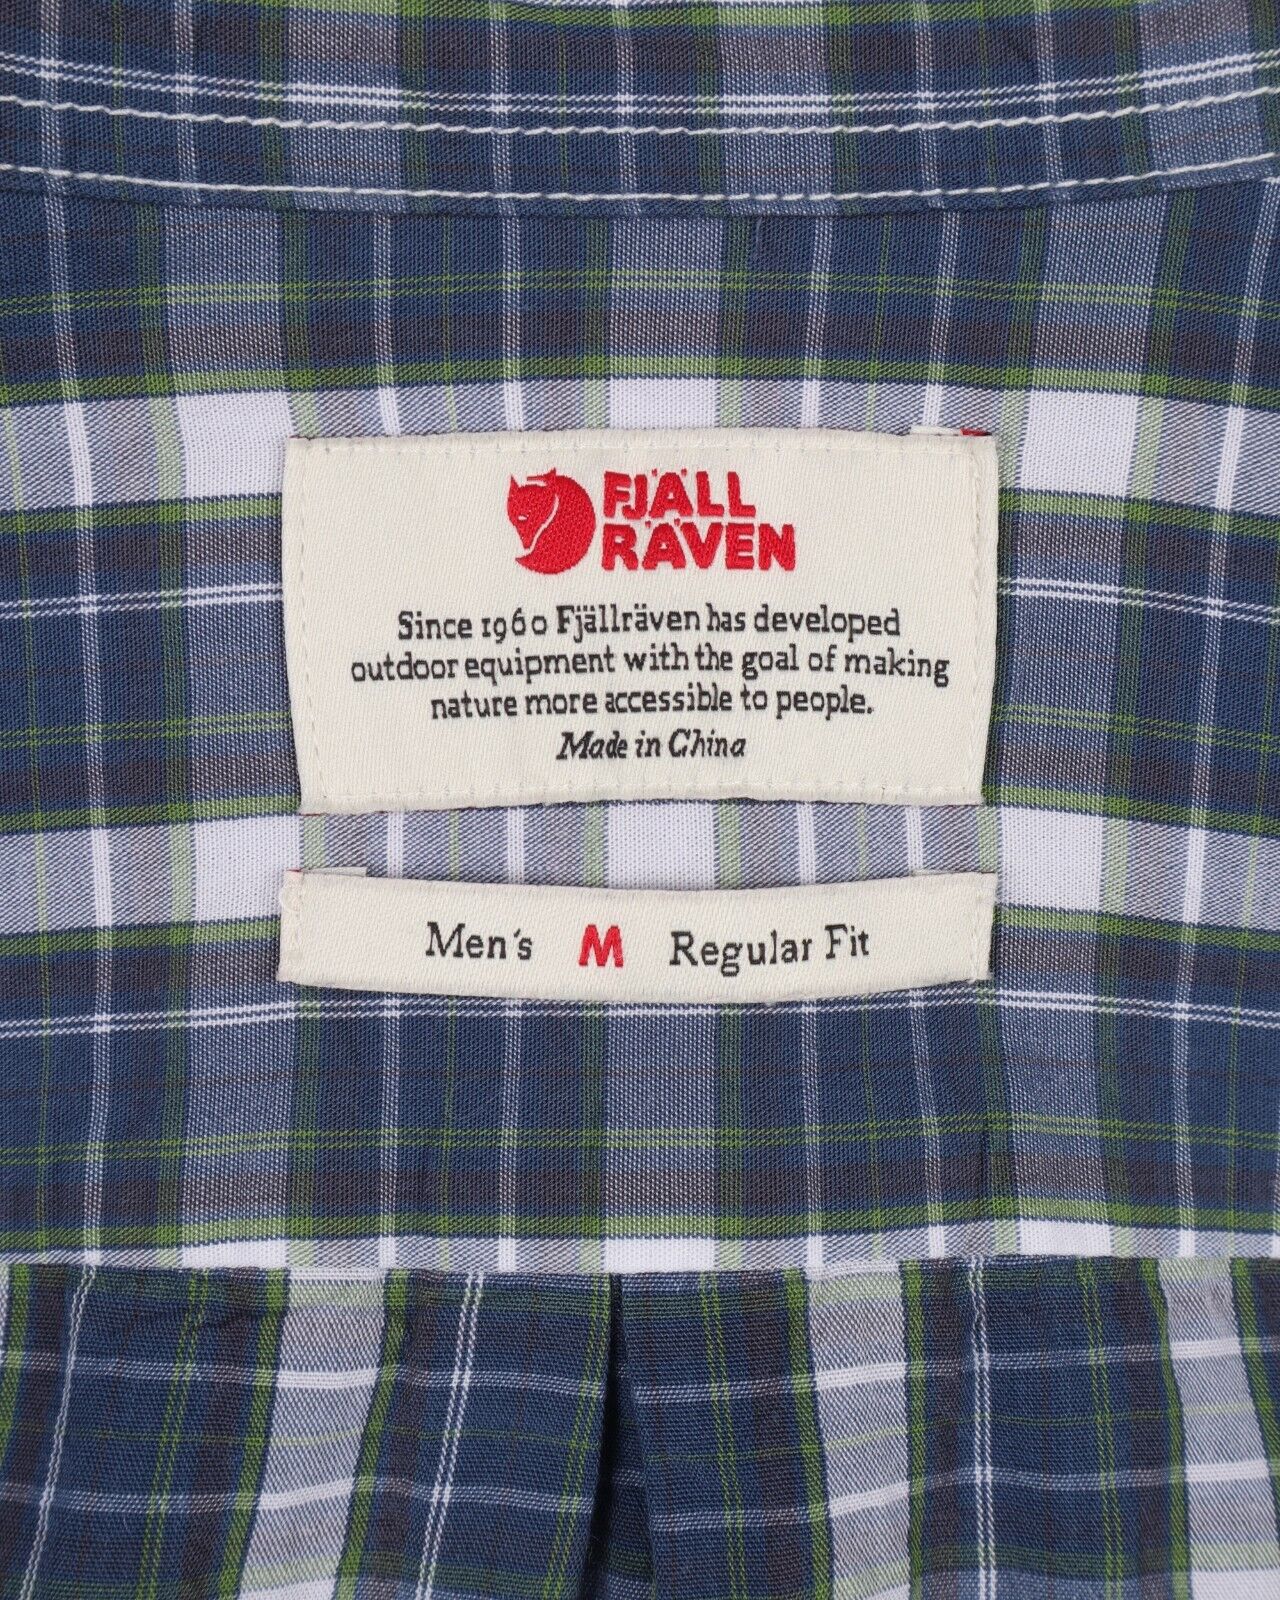 FJÄLL
RÄVEN
Since 1960 Fjällräven has developed
outdoor equipment with the goal of making
nature more accessible to people.
Made in China
Men's M Regular Fit